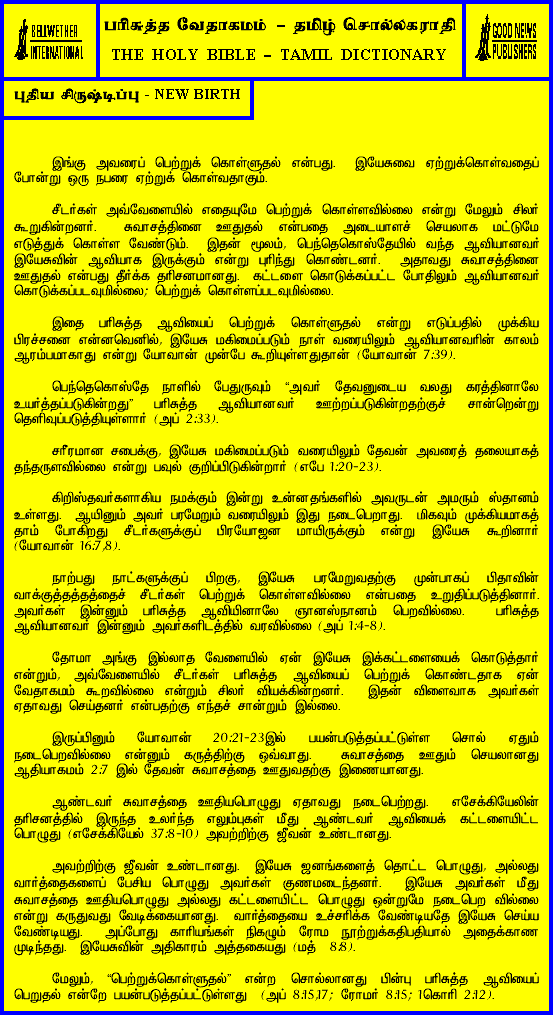 BELLWETHER
INTERNATIONAL
பரிசுத்த வேதாகமம் – தமிழ் சொல்லகராதி
THE HOLY BIBLE – TAMIL DICTIONARY
GOOD NEWS
PUBLISHERS
புதிய சிருஷ்டிப்பு - NEW BIRTH
இங்கு அவரைப் பெற்றுக் கொள்ளுதல் என்பது. இயேசுவை ஏற்றுக்கொள்வதைப்
போன்று ஒரு நபரை ஏற்றுக் கொள்வதாகும்.
சீடர்கள் அவ்வேளையில் எதையுமே பெற்றுக் கொள்ளவில்லை என்று மேலும் சிலர்
கூறுகின்றனர். சுவாசத்தினை ஊதுதல் என்பதை அடையாளச் செயலாக மட்டுமே
எடுத்துக் கொள்ள வேண்டும். இதன் மூலம், பெந்தெகொஸ்தேயில் வந்த ஆவியானவர்
இயேசுவின் ஆவியாக இருக்கும் என்று புரிந்து கொண்டனர். அதாவது சுவாசத்தினை
ஊதுதல் என்பது தீர்க்க தரிசனமானது. கட்டளை கொடுக்கப்பட்ட போதிலும் ஆவியானவர்
கொடுக்கப்படவுமில்லை; பெற்றுக் கொள்ளப்படவுமில்லை.
இதை பரிசுத்த ஆவியைப் பெற்றுக் கொள்ளுதல் என்று எடுப்பதில் முக்கிய
பிரச்சனை என்னவெனில், இயேசு மகிமைப்படும் நாள் வரையிலும் ஆவியானவரின் காலம்
ஆரம்பமாகாது என்று யோவான் முன்பே கூறியுள்ளதுதான் (யோவான் 7:39).
பெந்தெகொஸ்தே நாளில் பேதுருவும் “அவர் தேவனுடைய வலது கரத்தினாலே
உயர்த்தப்படுகின்றது” பரிசுத்த ஆவியானவர் ஊற்றப்படுகின்றதற்குச் சான்றென்று
தெளிவுப்படுத்தியுள்ளார் (அப் 2:33).
சரீரமான சபைக்கு, இயேசு மகிமைப்படும் வரையிலும் தேவன் அவரைத் தலையாகத்
தந்தருளவில்லை என்று பவுல் குறிப்பிடுகின்றார் (எபே 1:20-23).
கிறிஸ்தவர்களாகிய நமக்கும் இன்று உன்னதங்களில் அவருடன் அமரும் ஸ்தானம்
உள்ளது. ஆயினும் அவர் பரமேறும் வரையிலும் இது நடைபெறாது. மிகவும் முக்கியமாகத்
தாம் போகிறது சீடர்களுக்குப் பிரயோஜன மாயிருக்கும் என்று இயேசு கூறினார்
(யோவான் 16:7,8).
நாற்பது நாட்களுக்குப் பிறகு, இயேசு பரமேறுவதற்கு முன்பாகப் பிதாவின்
வாக்குத்தத்தத்தைச் சீடர்கள் பெற்றுக் கொள்ளவில்லை என்பதை உறுதிப்படுத்தினார்.
அவர்கள் இன்னும் பரிசுத்த ஆவியினாலே ஞானஸ்நானம் பெறவில்லை. பரிசுத்த
ஆவியானவர் இன்னும் அவர்களிடத்தில் வரவில்லை (அப் 1:4-8).
தோமா அங்கு இல்லாத வேளையில் ஏன் இயேசு இக்கட்டளையைக் கொடுத்தார்
என்றும், அவ்வேளையில் சீடர்கள் பரிசுத்த ஆவியைப் பெற்றுக் கொண்டதாக ஏன்
வேதாகமம் கூறவில்லை என்றும் சிலர் வியக்கின்றனர். இதன் விளைவாக அவர்கள்
ஏதாவது செய்தனர் என்பதற்கு எந்தச் சான்றும் இல்லை.
இருப்பினும் யோவான் 20:21-23இல் பயன்படுத்தப்பட்டுள்ள சொல் ஏதும்
நடைபெறவில்லை என்னும் கருத்திற்கு ஒவ்வாது. சுவாசத்தை ஊதும் செயலானது
ஆதியாகமம் 2:7 இல் தேவன் சுவாசத்தை ஊதுவதற்கு இணையானது.
ஆண்டவர் சுவாசத்தை ஊதியபொழுது ஏதாவது நடைபெற்றது. எசேக்கியேலின்
தரிசனத்தில் இருந்த உலர்ந்த எலும்புகள் மீது ஆண்டவர் ஆவியைக் கட்டளையிட்ட
பொழுது (எசேக்கியேல் 37:8-10) அவற்றிற்கு ஜீவன் உண்டானது.
அவற்றிற்கு ஜீவன் உண்டானது. இயேசு ஜனங்களைத் தொட்ட பொழுது, அல்லது
வார்த்தைகளைப் பேசிய பொழுது அவர்கள் குணமடைந்தனர். இயேசு அவர்கள் மீது
சுவாசத்தை ஊதியபொழுது அல்லது கட்டளையிட்ட பொழுது ஒன்றுமே நடைபெற வில்லை
என்று கருதுவது வேடிக்கையானது. வார்த்தையை உச்சரிக்க வேண்டியதே இயேசு செய்ய
வேண்டியது. அப்போது காரியங்கள் நிகழும் ரோம நூற்றுக்கதிபதியால் அதைக்காண
முடிந்தது. இயேசுவின் அதிகாரம் அத்தகையது (மத் 8:8).
மேலும், “பெற்றுக்கொள்ளுதல்” என்ற சொல்லானது பின்பு பரிசுத்த ஆவியைப்
பெறுதல் என்றே பயன்படுத்தப்பட்டுள்ளது (அப் 8:15,17; ரோமர் 8:15; 1கொரி 2:12).